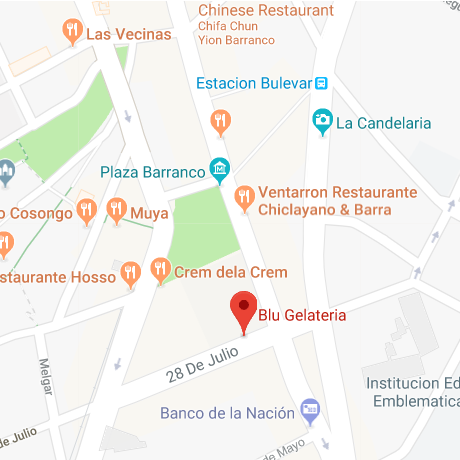 Chinese Restaurant
Chifa Chun
Yion Barranco
Las Vecinas
Estacion Bulevar
La Candelaria
Plaza Barranco
Ventarron Restaurante
Chiclayano & Barra
o Cosongo
Muya
estaurante Hosso
Crem dela Crem
Blu Gelateria
28 De Julio
Melgar
Institucion Ed
Emblematica
Banco de la Nación
de Julio
de Mayo